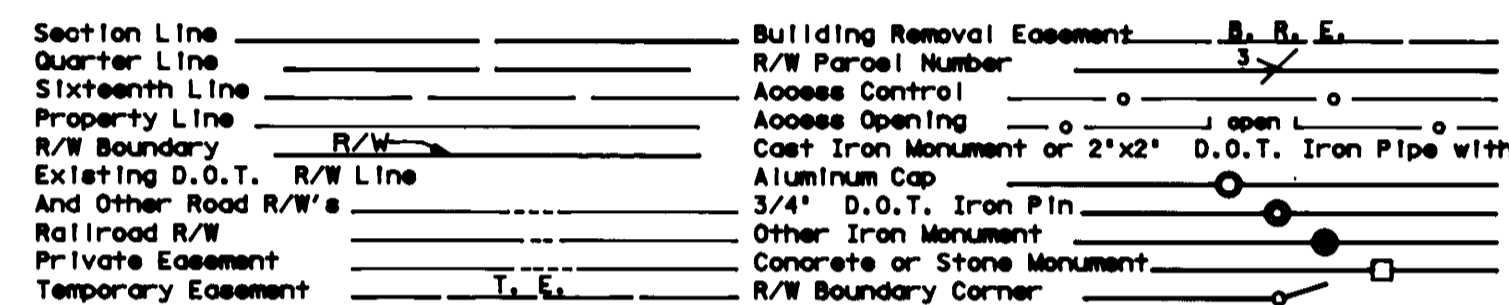 Section Line
Quarter Line
Sixteenth Line
Property Line
R/W Boundary R/W
Existing D.O.T. R/W Line
And Other Road R/W's
Railroad R/W
Private Easement
Temporary Easement T. E.
Building Removal Easement B. R. E.
R/W Parcel Number 3
Access Control
Access Opening open
Cast Iron Monument or 2"x2" D.O.T. Iron Pipe with
Aluminum Cap
3/4" D.O.T. Iron Pin
Other Iron Monument
Concrete or Stone Monument
R/W Boundary Corner